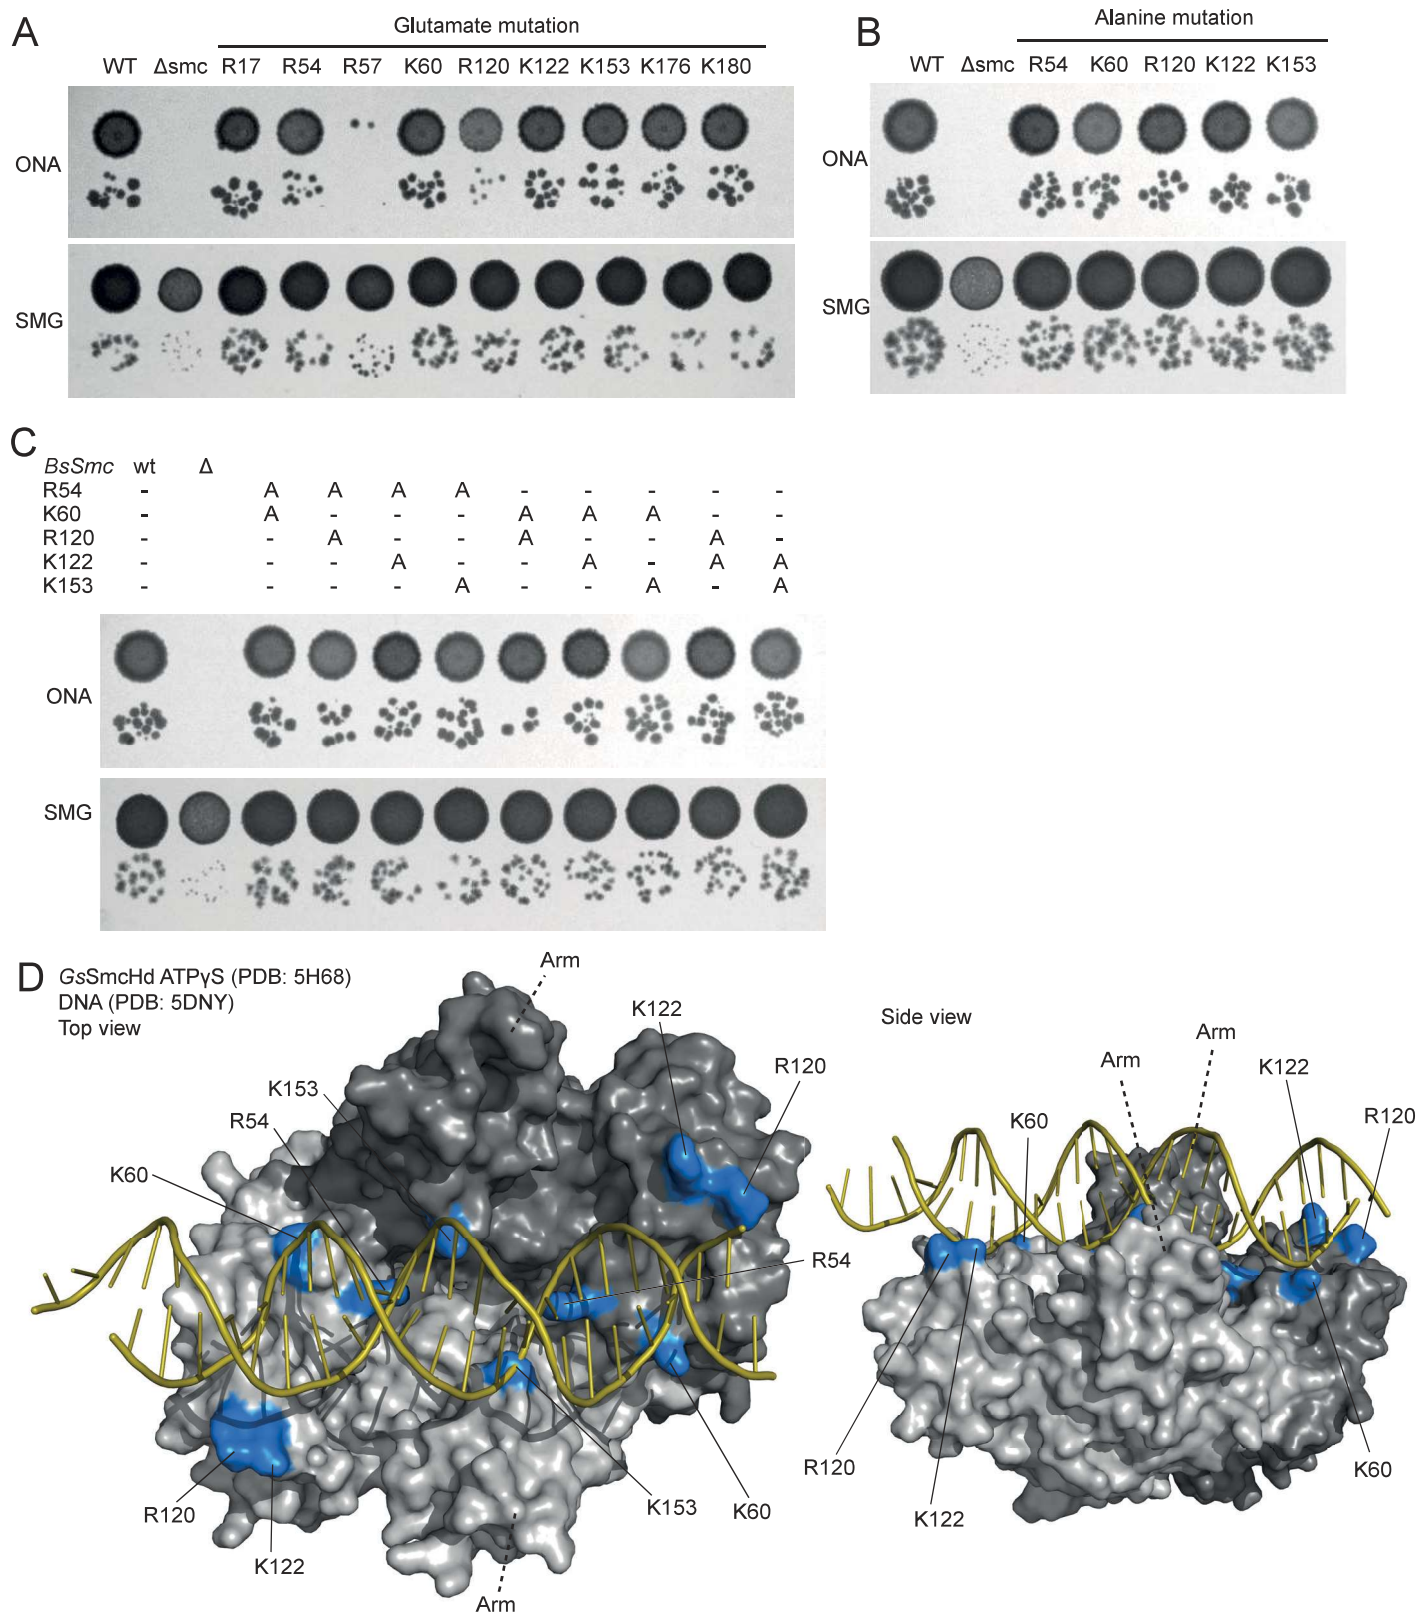 A
Glutamate mutation
WT Δsmc R17 R54 R57 K60 R120 K122 K153 K176 K180
ONA
SMG
B
Alanine mutation
WT Δsmc R54 K60 R120 K122 K153
ONA
SMG
C
BsSmc wt Δ
R54 - A A A A - - - - -
K60 - A - - - A A A - -
R120 - - A - - A - - A -
K122 - - - A - - A - A A
K153 - - - - A - - A - A
ONA
SMG
D
GsSmcHd ATPγS (PDB: 5H68)
DNA (PDB: 5DNY)
Top view
Arm
K122
R120
K153
R54
K60
R54
R120
K122
K153
K60
Arm
Side view
Arm
Arm
K122
K60
R120
R120
K122
K60